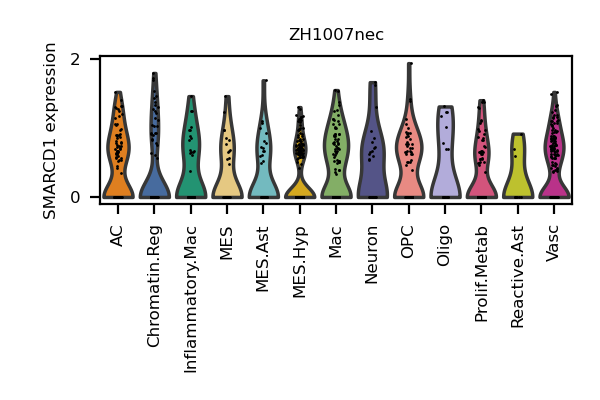 ZH1007nec
SMARCD1 expression
2
0
AC
Chromatin.Reg
Inflammatory.Mac
MES
MES.Ast
MES.Hyp
Mac
Neuron
OPC
Oligo
Prolif.Metab
Reactive.Ast
Vasc